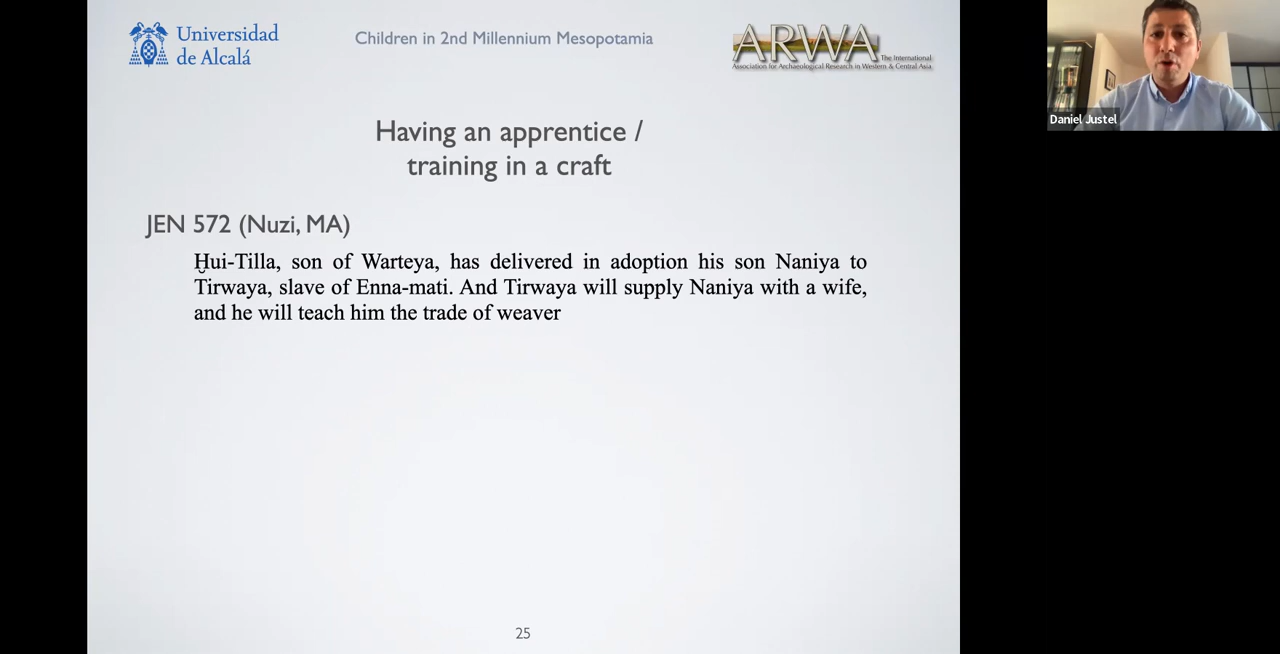 Universidad
de Alcalá
Children in 2nd Millennium Mesopotamia
ARWA
The International
Association for Archaeological Research in Western & Central Asia
Daniel Justel
Having an apprentice /
training in a craft
JEN 572 (Nuzi, MA)
Ḫui-Tilla, son of Warteya, has delivered in adoption his son Naniya to
Tirwaya, slave of Enna-mati. And Tirwaya will supply Naniya with a wife,
and he will teach him the trade of weaver
25